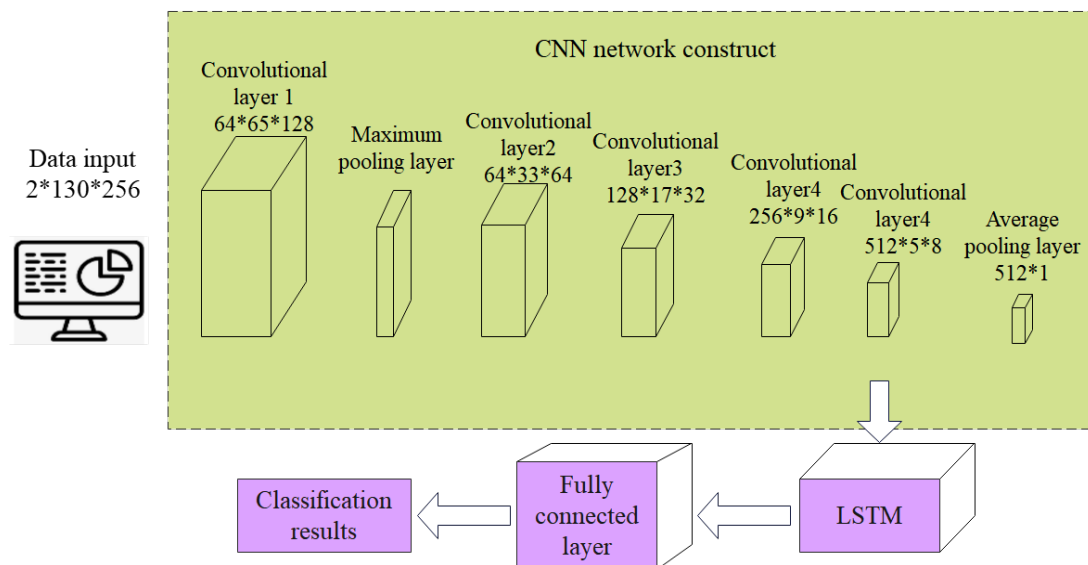 CNN network construct
Data input
2*130*256
Convolutional
layer 1
64*65*128
Maximum
pooling layer
Convolutional
layer2
64*33*64
Convolutional
layer3
128*17*32
Convolutional
layer4
256*9*16
Convolutional
layer4
512*5*8
Average
pooling layer
512*1
Classification
results
Fully
connected
layer
LSTM